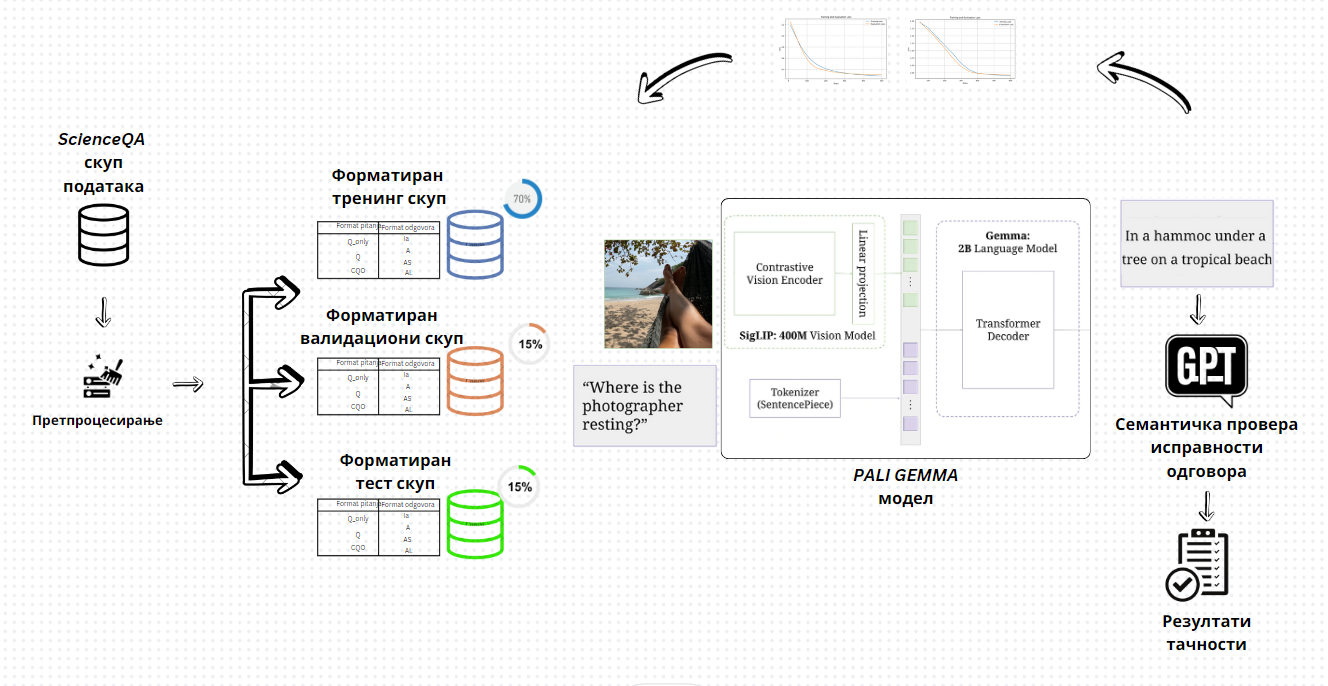 ScienceQA
скуп
података
Претпроцесирање
Форматиран
тренинг скуп
70%
Format pitanja
Format odgovora
Q_only
Q
CQO
la
A
AS
AL
Форматиран
валидациони скуп
15%
Format pitanja
Format odgovora
Q_only
Q
CQO
la
A
AS
AL
Форматиран
тест скуп
15%
Format pitanja
Format odgovora
Q_only
Q
CQO
la
A
AS
AL
“Where is the
photographer
resting?”
Contrastive
Vision Encoder
Linear projection
SigLIP: 400M Vision Model
Tokenizer
(SentencePiece)
Gemma:
2B Language Model
Transformer
Decoder
PALI GEMMA
модел
In a hammoc under a
tree on a tropical beach
GPT
Семантичка провера
исправности
одговора
Резултати
тачности